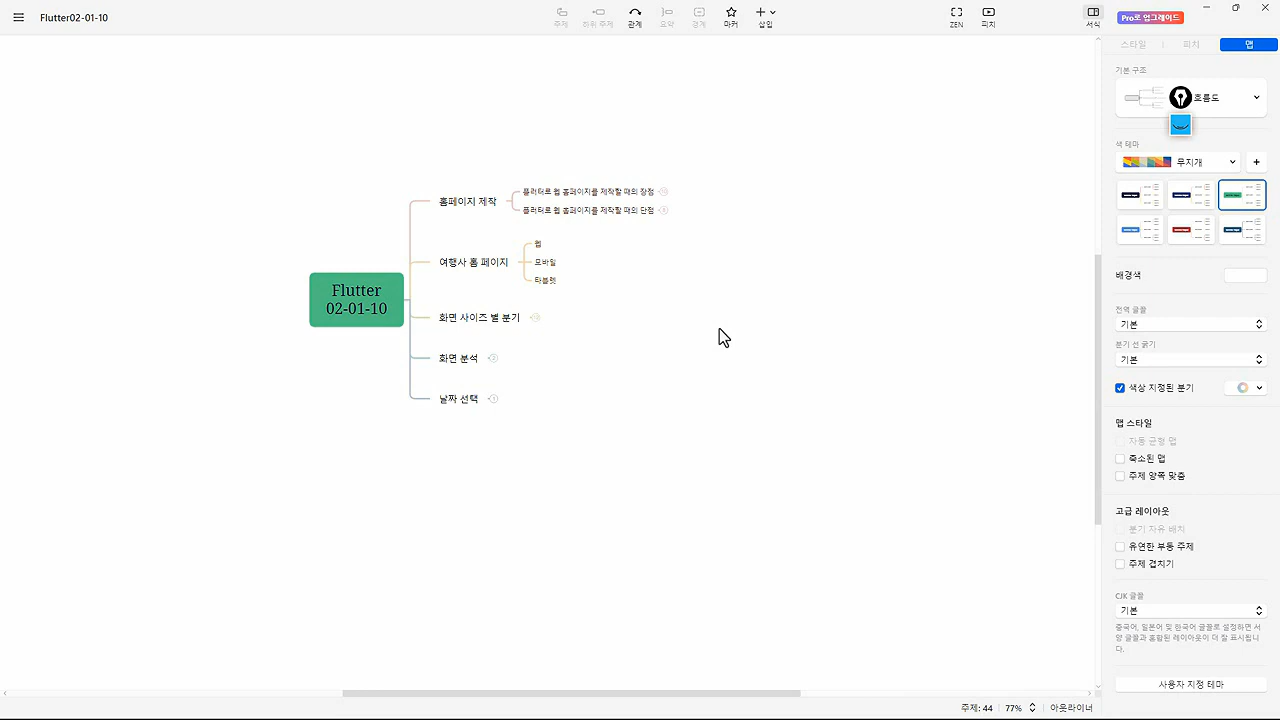 Flutter02-01-10
주제
하위 주제
관계
요약
경계
마커
삽입
ZEN
피치
서식
Pro로 업그레이드
스타일
피치
맵
기본 구조
흐름도
색 테마
무지개
배경색
전역 글꼴
기본
분기 선 굵기
기본
색상 지정된 분기
맵 스타일
자동 균형 맵
축소된 맵
주제 양쪽 맞춤
고급 레이아웃
분기 자유 배치
유연한 부동 주제
주제 겹치기
CJK 글꼴
기본
중국어, 일본어 및 한국어 글꼴로 설정하면 서
양 글꼴과 혼합된 레이아웃이 더 잘 표시됩니
다.
사용자 지정 테마
Flutter
02-01-10
홈페이지 제작
플러터로 웹 홈페이지를 제작할 때의 장점
플러터로 웹 홈페이지를 제작할 때의 단점
여행사 홈 페이지
웹
모바일
타블렛
화면 사이즈 별 분기
화면 분석
2
날짜 선택
주제: 44
77%
아웃라이너